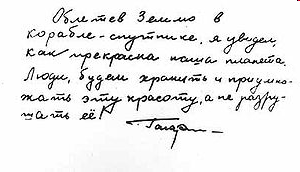 Облетев Землю в
корабле-спутнике, я увидел,
как прекрасна наша планета.
Люди, будем хранить и приумно-
жать эту красоту, а не разру-
шать её!
Гагарин